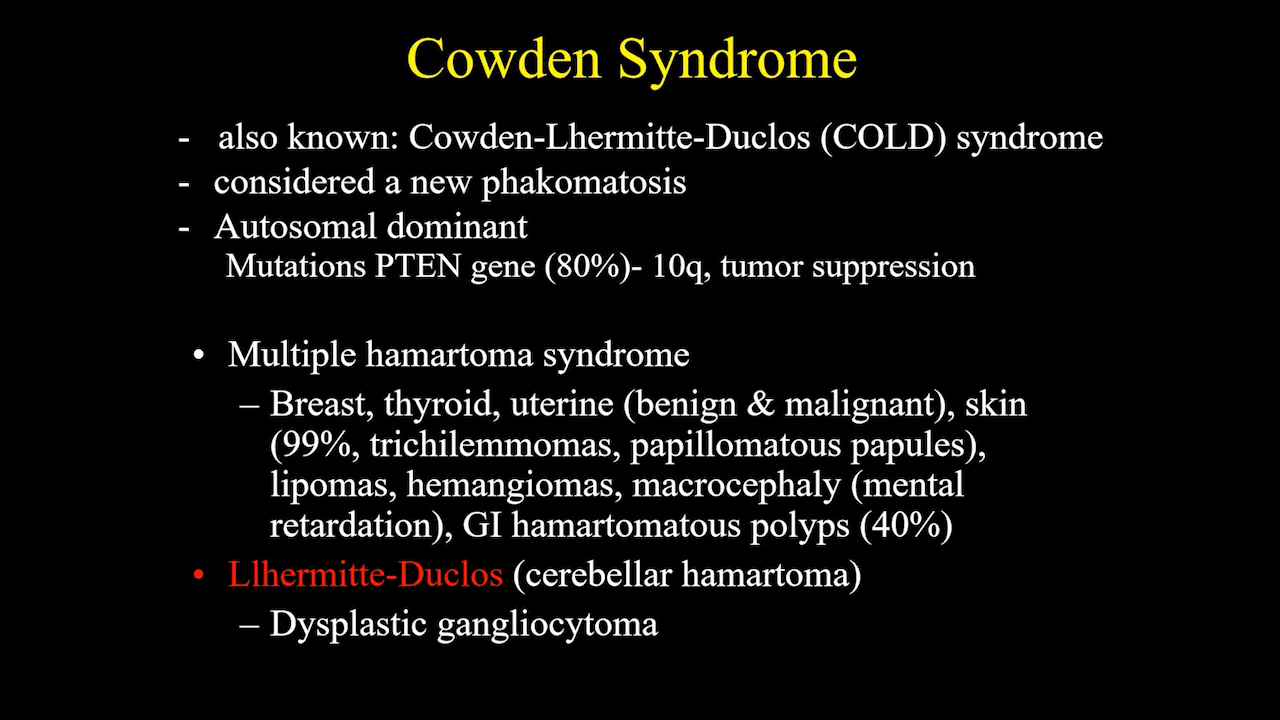 Cowden Syndrome
- also known: Cowden-Lhermitte-Duclos (COLD) syndrome
- considered a new phakomatosis
- Autosomal dominant
Mutations PTEN gene (80%)- 10q, tumor suppression
• Multiple hamartoma syndrome
– Breast, thyroid, uterine (benign & malignant), skin
(99%, trichilemmomas, papillomatous papules),
lipomas, hemangiomas, macrocephaly (mental
retardation), GI hamartomatous polyps (40%)
• Llhermitte-Duclos (cerebellar hamartoma)
– Dysplastic gangliocytoma